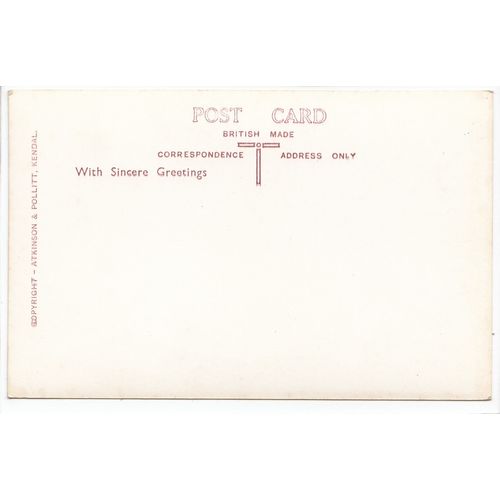 POST CARD
BRITISH MADE
CORRESPONDENCE ADDRESS ONLY
With Sincere Greetings
COPYRIGHT - ATKINSON & POLLITT, KENDAL.